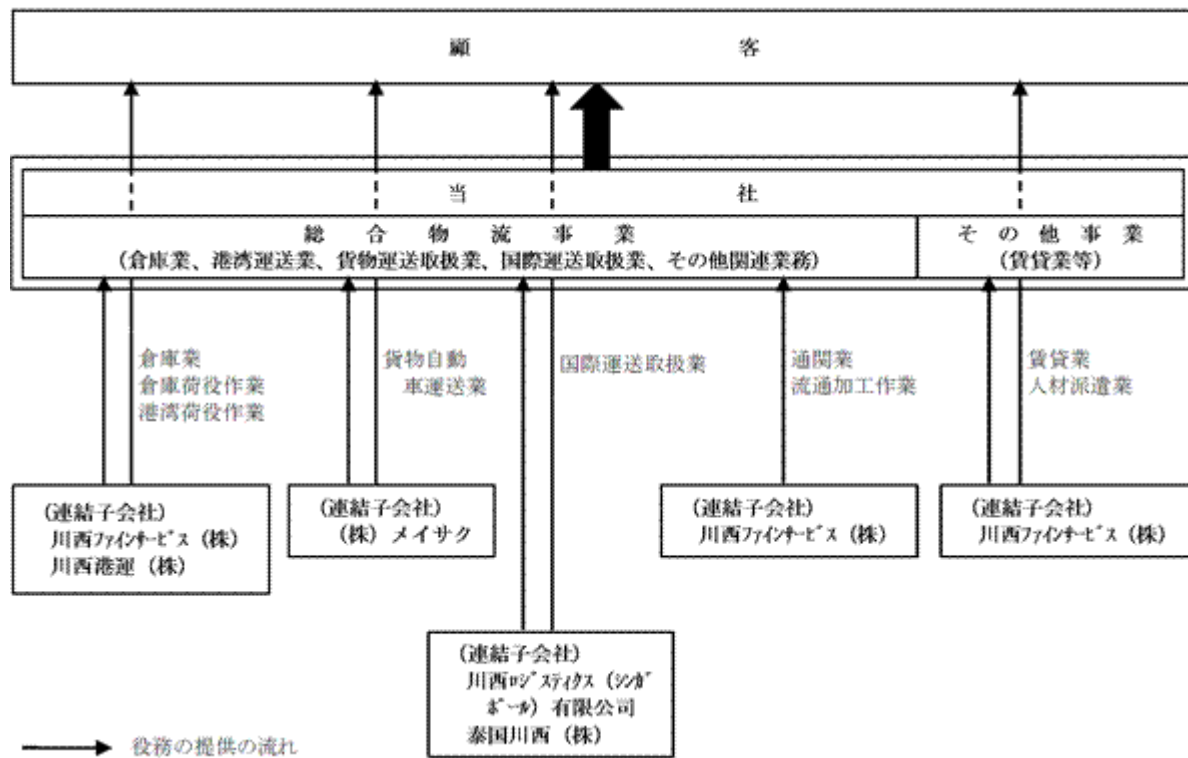 顧客
当社
総合物流事業
(倉庫業、港湾運送業、貨物運送取扱業、国際運送取扱業、その他関連業務)
その他事業
(賃貸業等)
倉庫業
倉庫荷役作業
港湾荷役作業
貨物自動
車運送業
国際運送取扱業
通関業
流通加工作業
賃貸業
人材派遣業
(連結子会社)
川西ﾌｧｲﾝｻｰﾋﾞｽ (株)
川西港運 (株)
(連結子会社)
(株) メイサク
(連結子会社)
川西ﾌｧｲﾝｻｰﾋﾞｽ (株)
(連結子会社)
川西ﾌｧｲﾝｻｰﾋﾞｽ (株)
(連結子会社)
川西ﾛｼﾞｽﾃｨｸｽ (ｼﾝｶﾞ
ﾎﾟｰﾙ) 有限公司
泰国川西 (株)
役務の提供の流れ